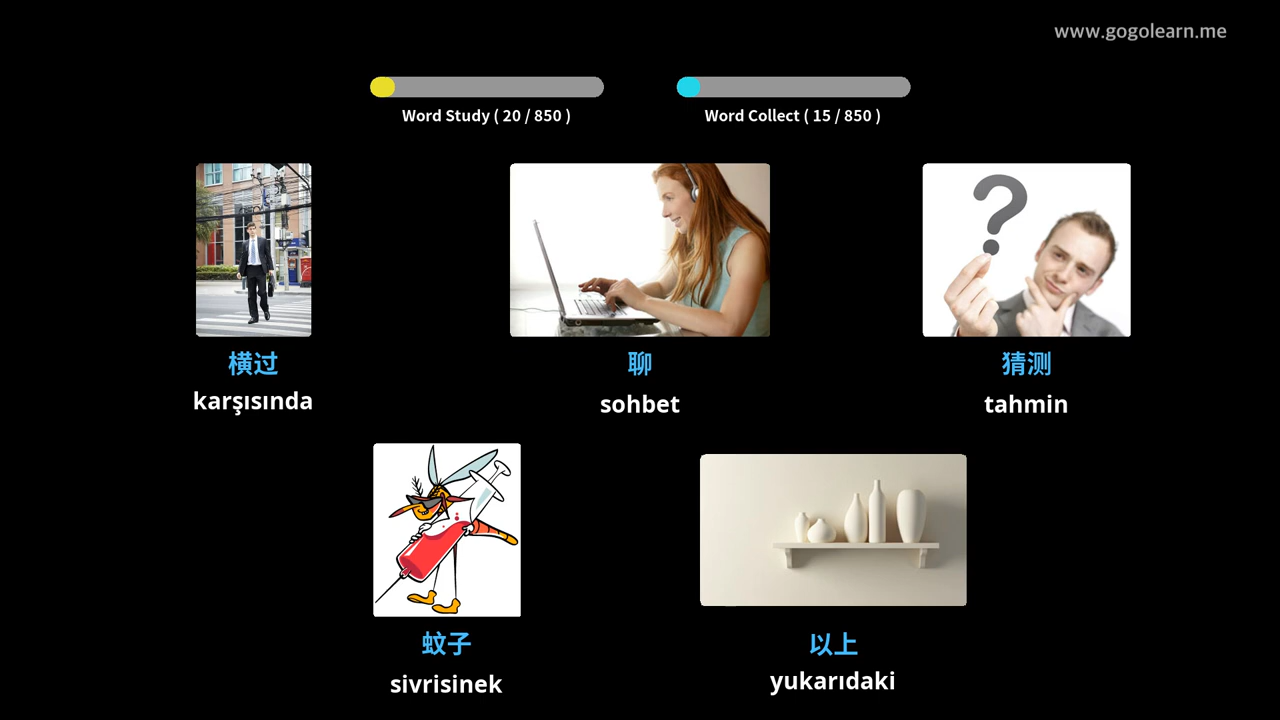 www.gogolearn.me
Word Study ( 20 / 850 )
Word Collect ( 15 / 850 )
横过
karşısında
聊
sohbet
猜测
tahmin
蚊子
sivrisinek
以上
yukarıdaki